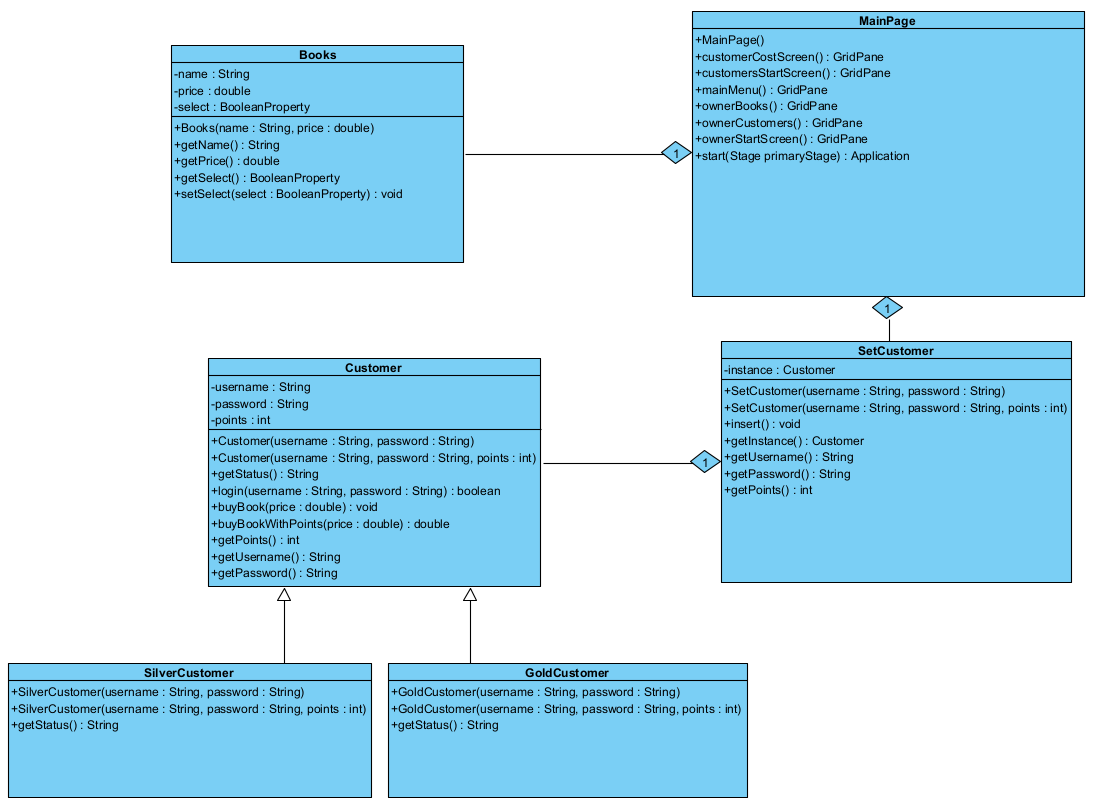 Books
-name : String
-price : double
-select : BooleanProperty
+Books(name : String, price : double)
+getName() : String
+getPrice() : double
+getSelect() : BooleanProperty
+setSelect(select : BooleanProperty) : void
1
MainPage
+MainPage()
+customerCostScreen() : GridPane
+customersStartScreen() : GridPane
+mainMenu() : GridPane
+ownerBooks() : GridPane
+ownerCustomers() : GridPane
+ownerStartScreen() : GridPane
+start(Stage primaryStage) : Application
1
Customer
-username : String
-password : String
-points : int
+Customer(username : String, password : String)
+Customer(username : String, password : String, points : int)
+getStatus() : String
+login(username : String, password : String) : boolean
+buyBook(price : double) : void
+buyBookWithPoints(price : double) : double
+getPoints() : int
+getUsername() : String
+getPassword() : String
1
SetCustomer
-instance : Customer
+SetCustomer(username : String, password : String)
+SetCustomer(username : String, password : String, points : int)
+insert() : void
+getInstance() : Customer
+getUsername() : String
+getPassword() : String
+getPoints() : int
SilverCustomer
+SilverCustomer(username : String, password : String)
+SilverCustomer(username : String, password : String, points : int)
+getStatus() : String
GoldCustomer
+GoldCustomer(username : String, password : String)
+GoldCustomer(username : String, password : String, points : int)
+getStatus() : String